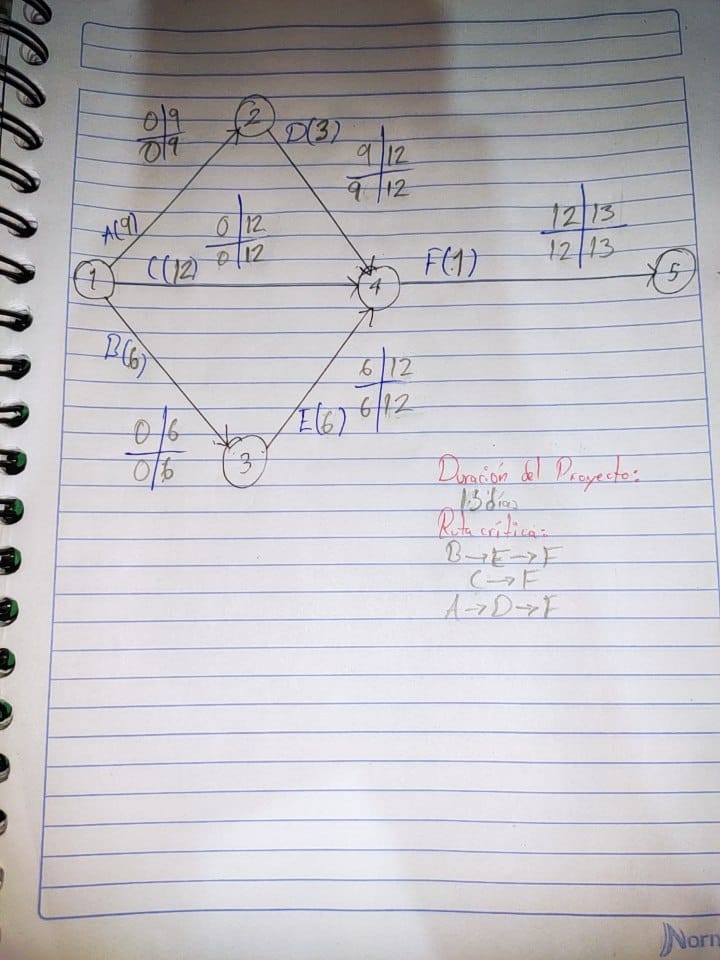 0|9
0|9
2
D(3)
9|12
9|12
A(9)
0|12
0|12
C(12)
12|13
12|13
1
4
F(1)
5
B(6)
6|12
6|12
E(6)
0|6
0|6
3
Duración del Proyecto:
13 días
Ruta crítica:
B→E→F
C→F
A→D→F
Norm